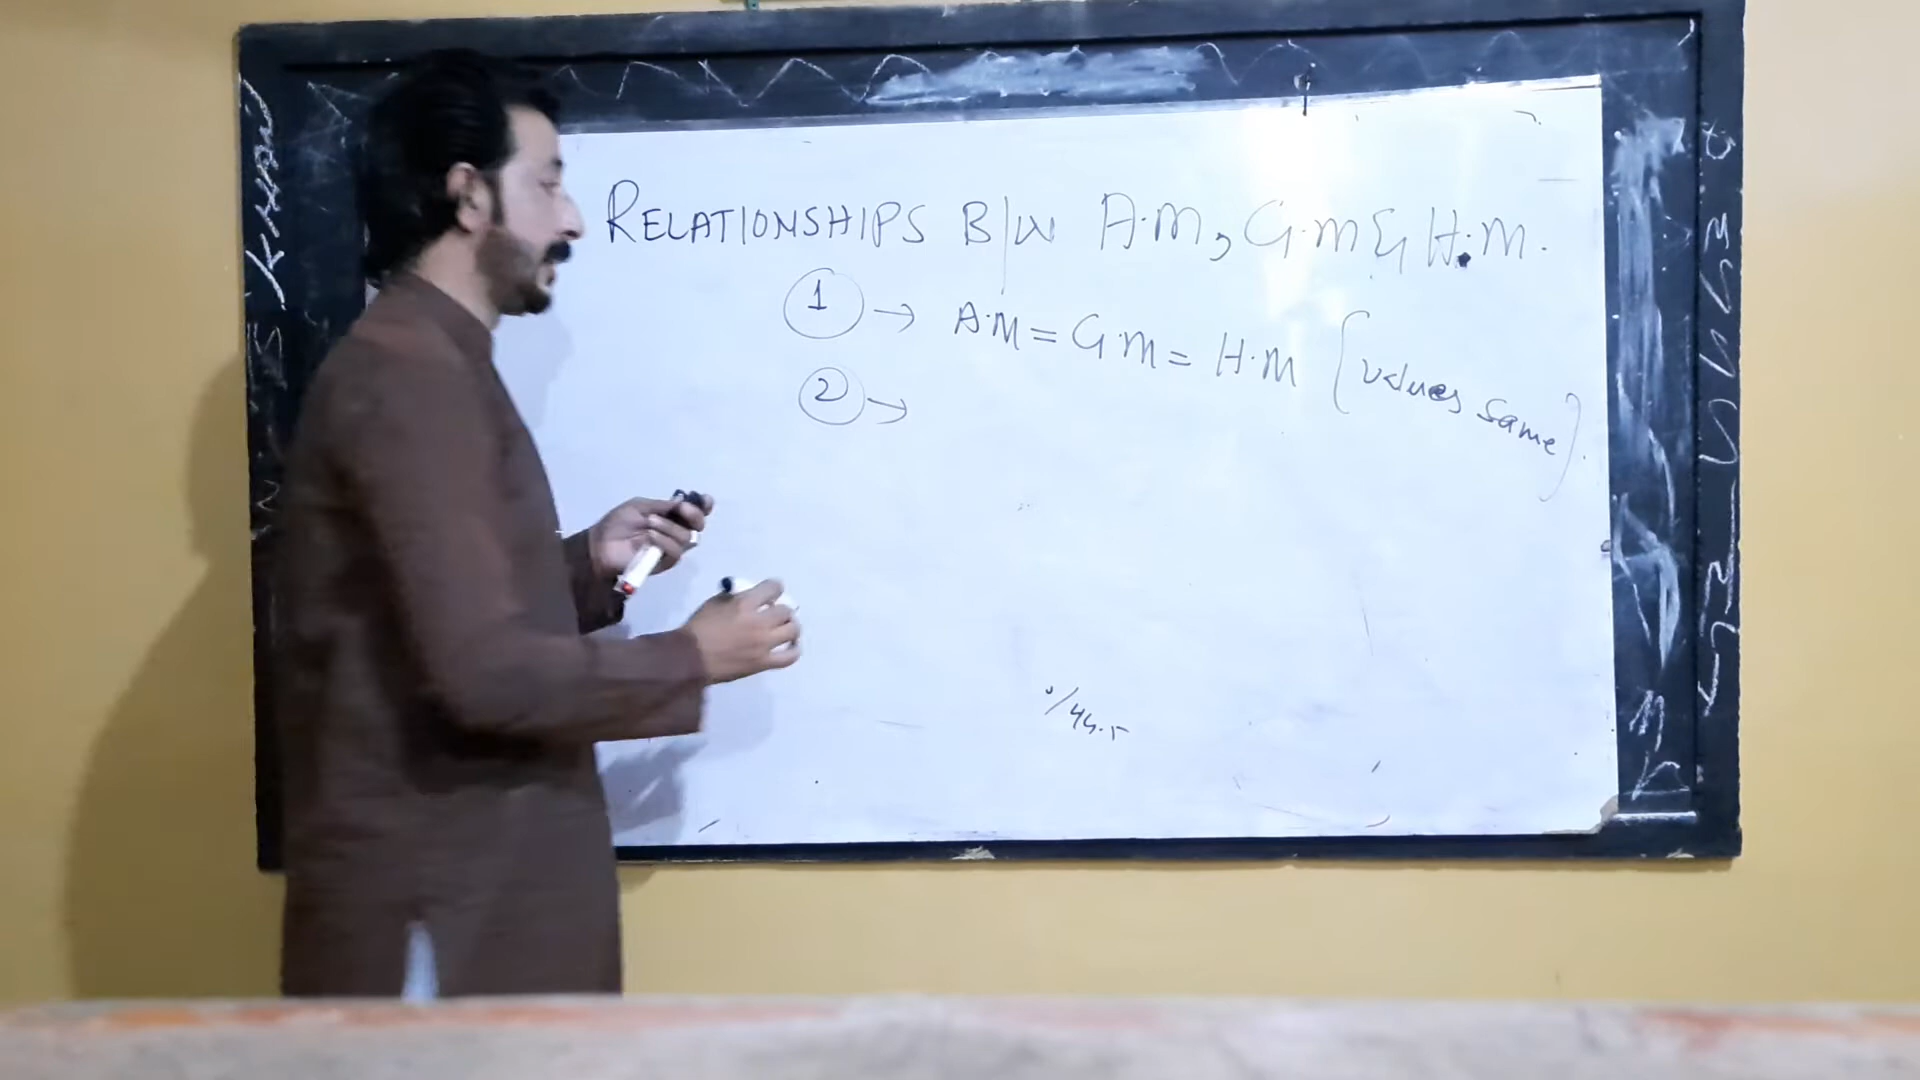 RELATIONSHIPS B/W A.M, G.M & H.M.
1 → A.M = G.M = H.M {values same}.
2 →